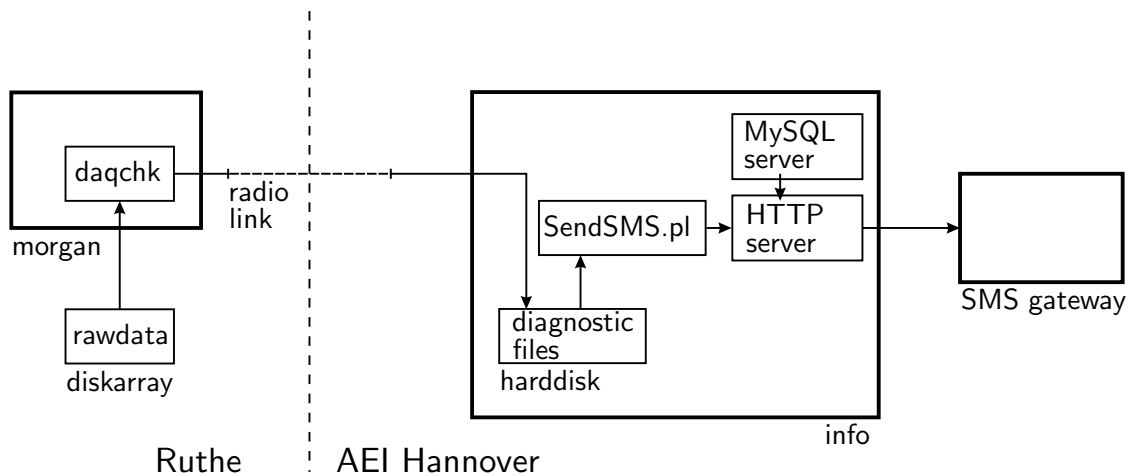 daqchk
morgan
rawdata
diskarray
radio
link
Ruthe
AEI Hannover
MySQL
server
HTTP
server
SendSMS.pl
diagnostic
files
harddisk
info
SMS gateway